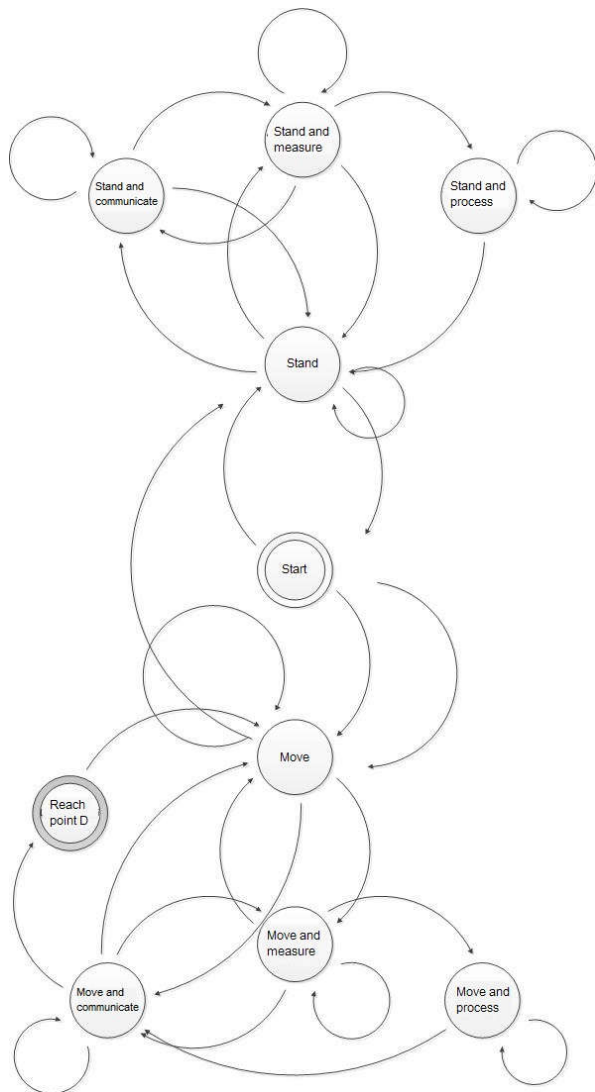 Stand and
measure
Stand and
communicate
Stand and
process
Stand
Start
Move
Reach
point D
Move and
measure
Move and
communicate
Move and
process